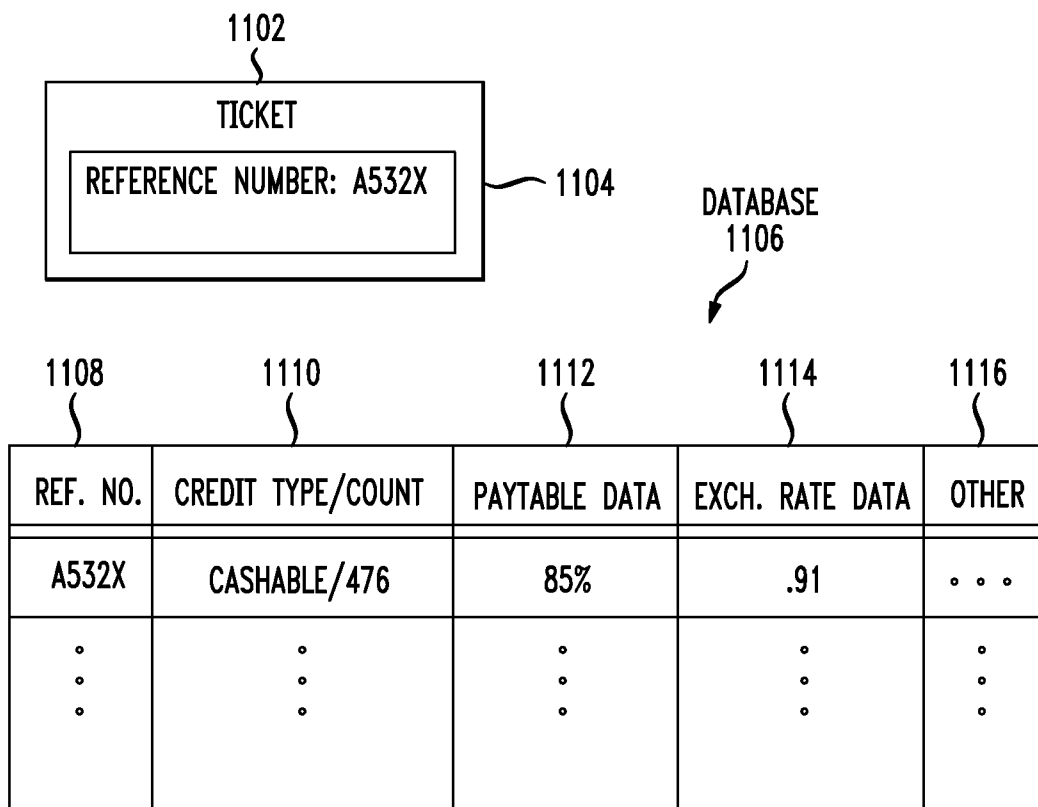 1102
TICKET
REFERENCE NUMBER: A532X
1104
DATABASE
1106
1108 1110 1112 1114 1116
REF. NO. CREDIT TYPE/COUNT PAYTABLE DATA EXCH. RATE DATA OTHER
A532X CASHABLE/476 85% .91